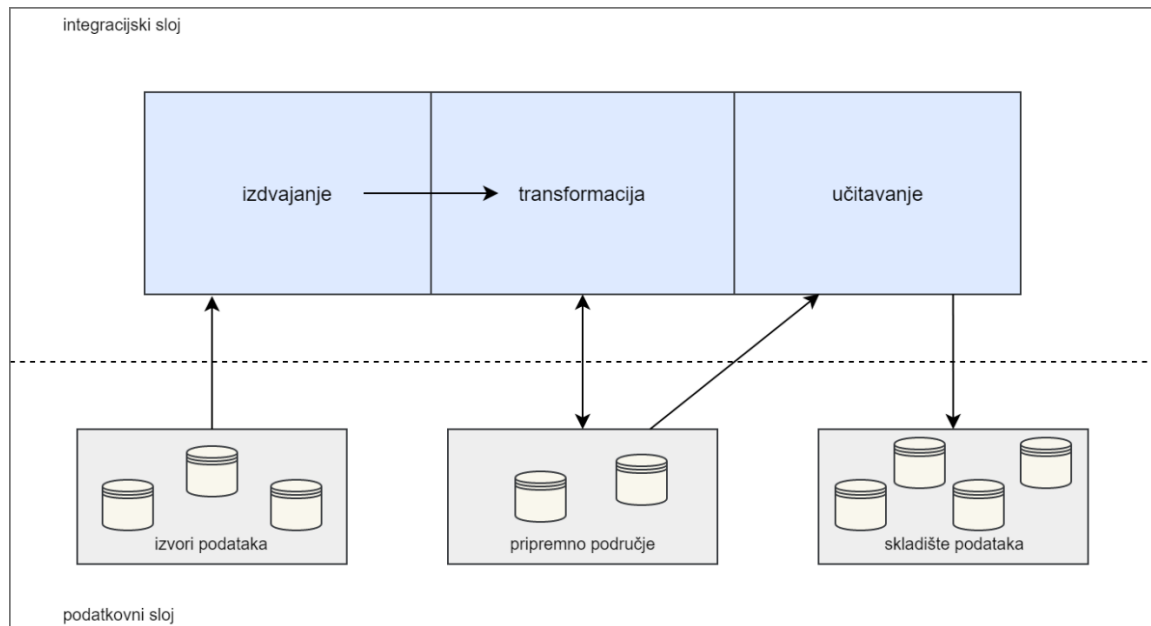 integracijski sloj
izdvajanje
transformacija
učitavanje
izvori podataka
pripremno područje
skladište podataka
podatkovni sloj